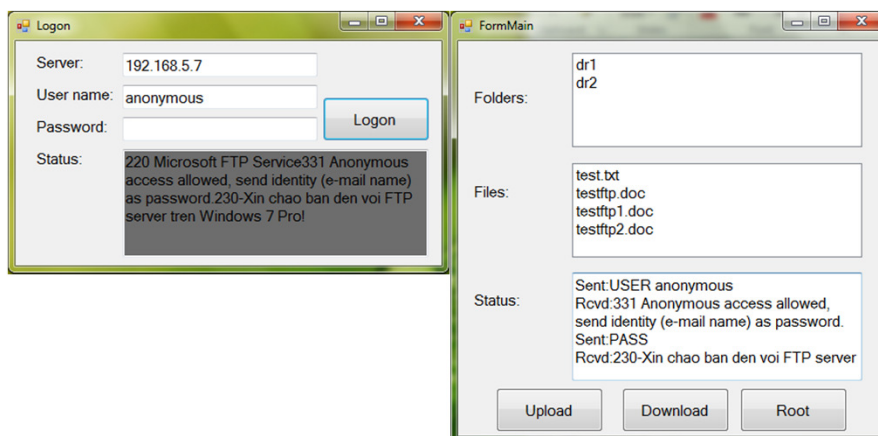 Logon
Server:
192.168.5.7
User name:
anonymous
Password:
Logon
Status:
220 Microsoft FTP Service331 Anonymous
access allowed, send identity (e-mail name)
as password.230-Xin chao ban den voi FTP
server tren Windows 7 Pro!
FormMain
Folders:
dr1
dr2
Files:
test.txt
testftp.doc
testftp1.doc
testftp2.doc
Status:
Sent:USER anonymous
Rcvd:331 Anonymous access allowed,
send identity (e-mail name) as password.
Sent:PASS
Rcvd:230-Xin chao ban den voi FTP server
Upload
Download
Root